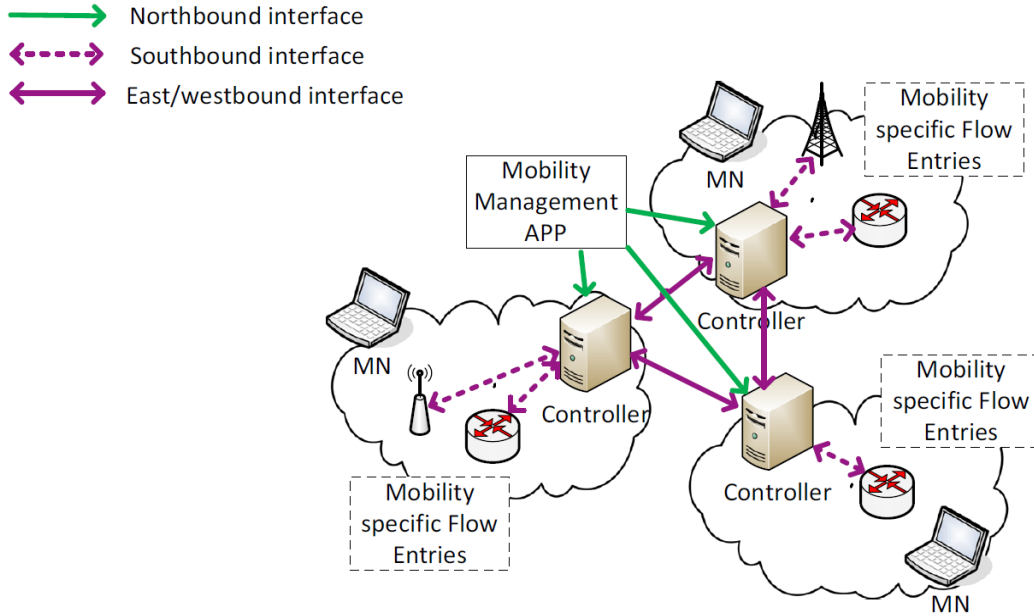 Northbound interface
Southbound interface
East/westbound interface
Mobility
specific Flow
Entries
MN
Mobility
Management
APP
Controller
MN
Controller
Mobility
specific Flow
Entries
Controller
Mobility
specific Flow
Entries
MN